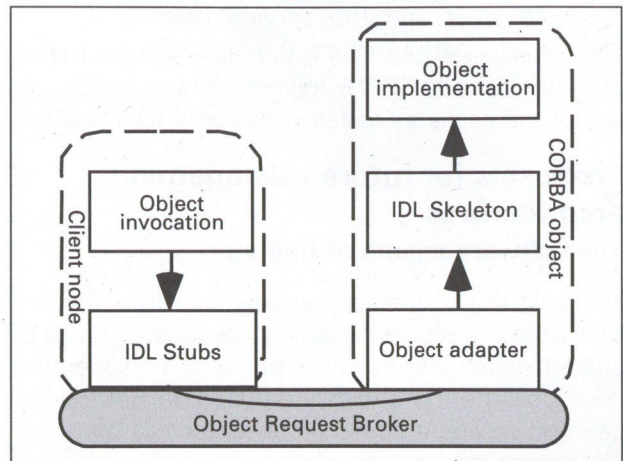 Object
implementation
Object
invocation
IDL Skeleton
IDL Stubs
Object adapter
Object Request Broker
Client node
CORBA object